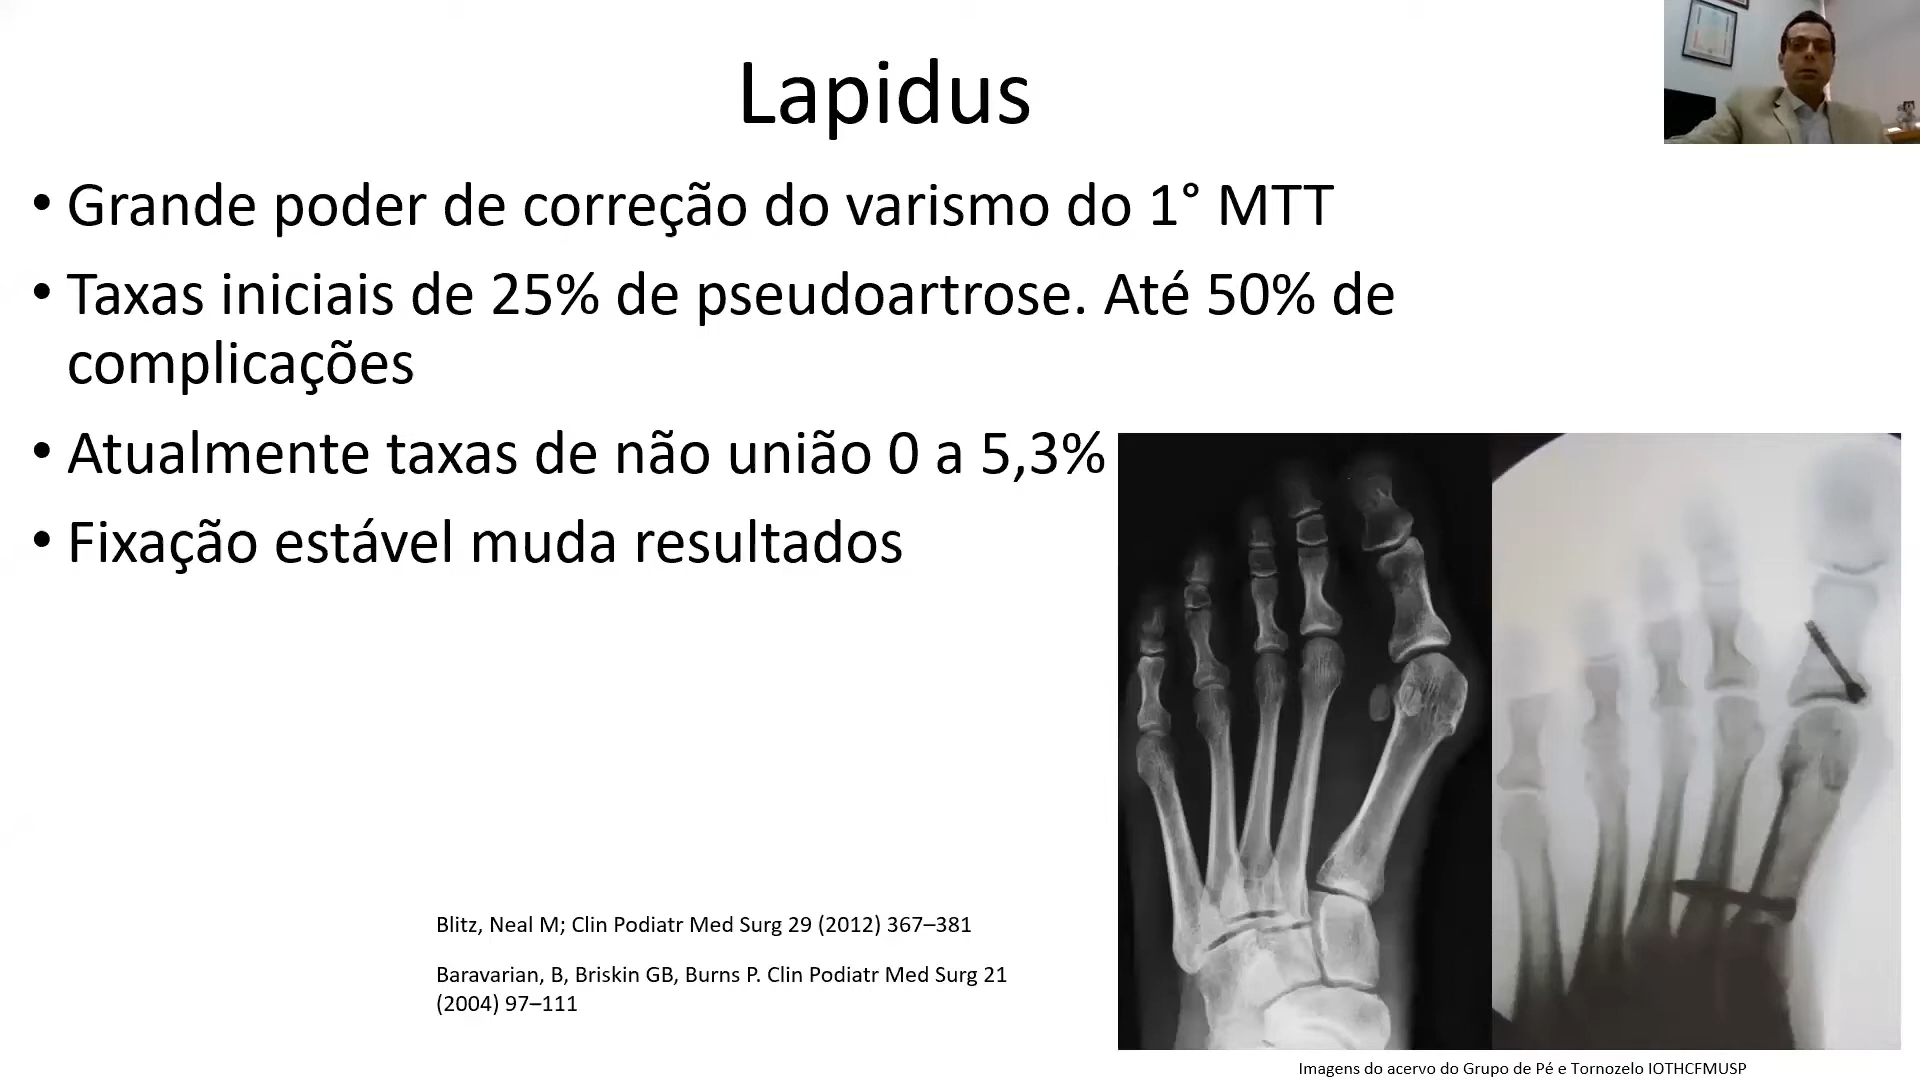 Lapidus
• Grande poder de correção do varismo do 1° MTT
• Taxas iniciais de 25% de pseudoartrose. Até 50% de
complicações
• Atualmente taxas de não união 0 a 5,3%
• Fixação estável muda resultados
Blitz, Neal M; Clin Podiatr Med Surg 29 (2012) 367–381
Baravarian, B, Briskin GB, Burns P. Clin Podiatr Med Surg 21
(2004) 97–111
Imagens do acervo do Grupo de Pé e Tornozelo IOTHCFMUSP